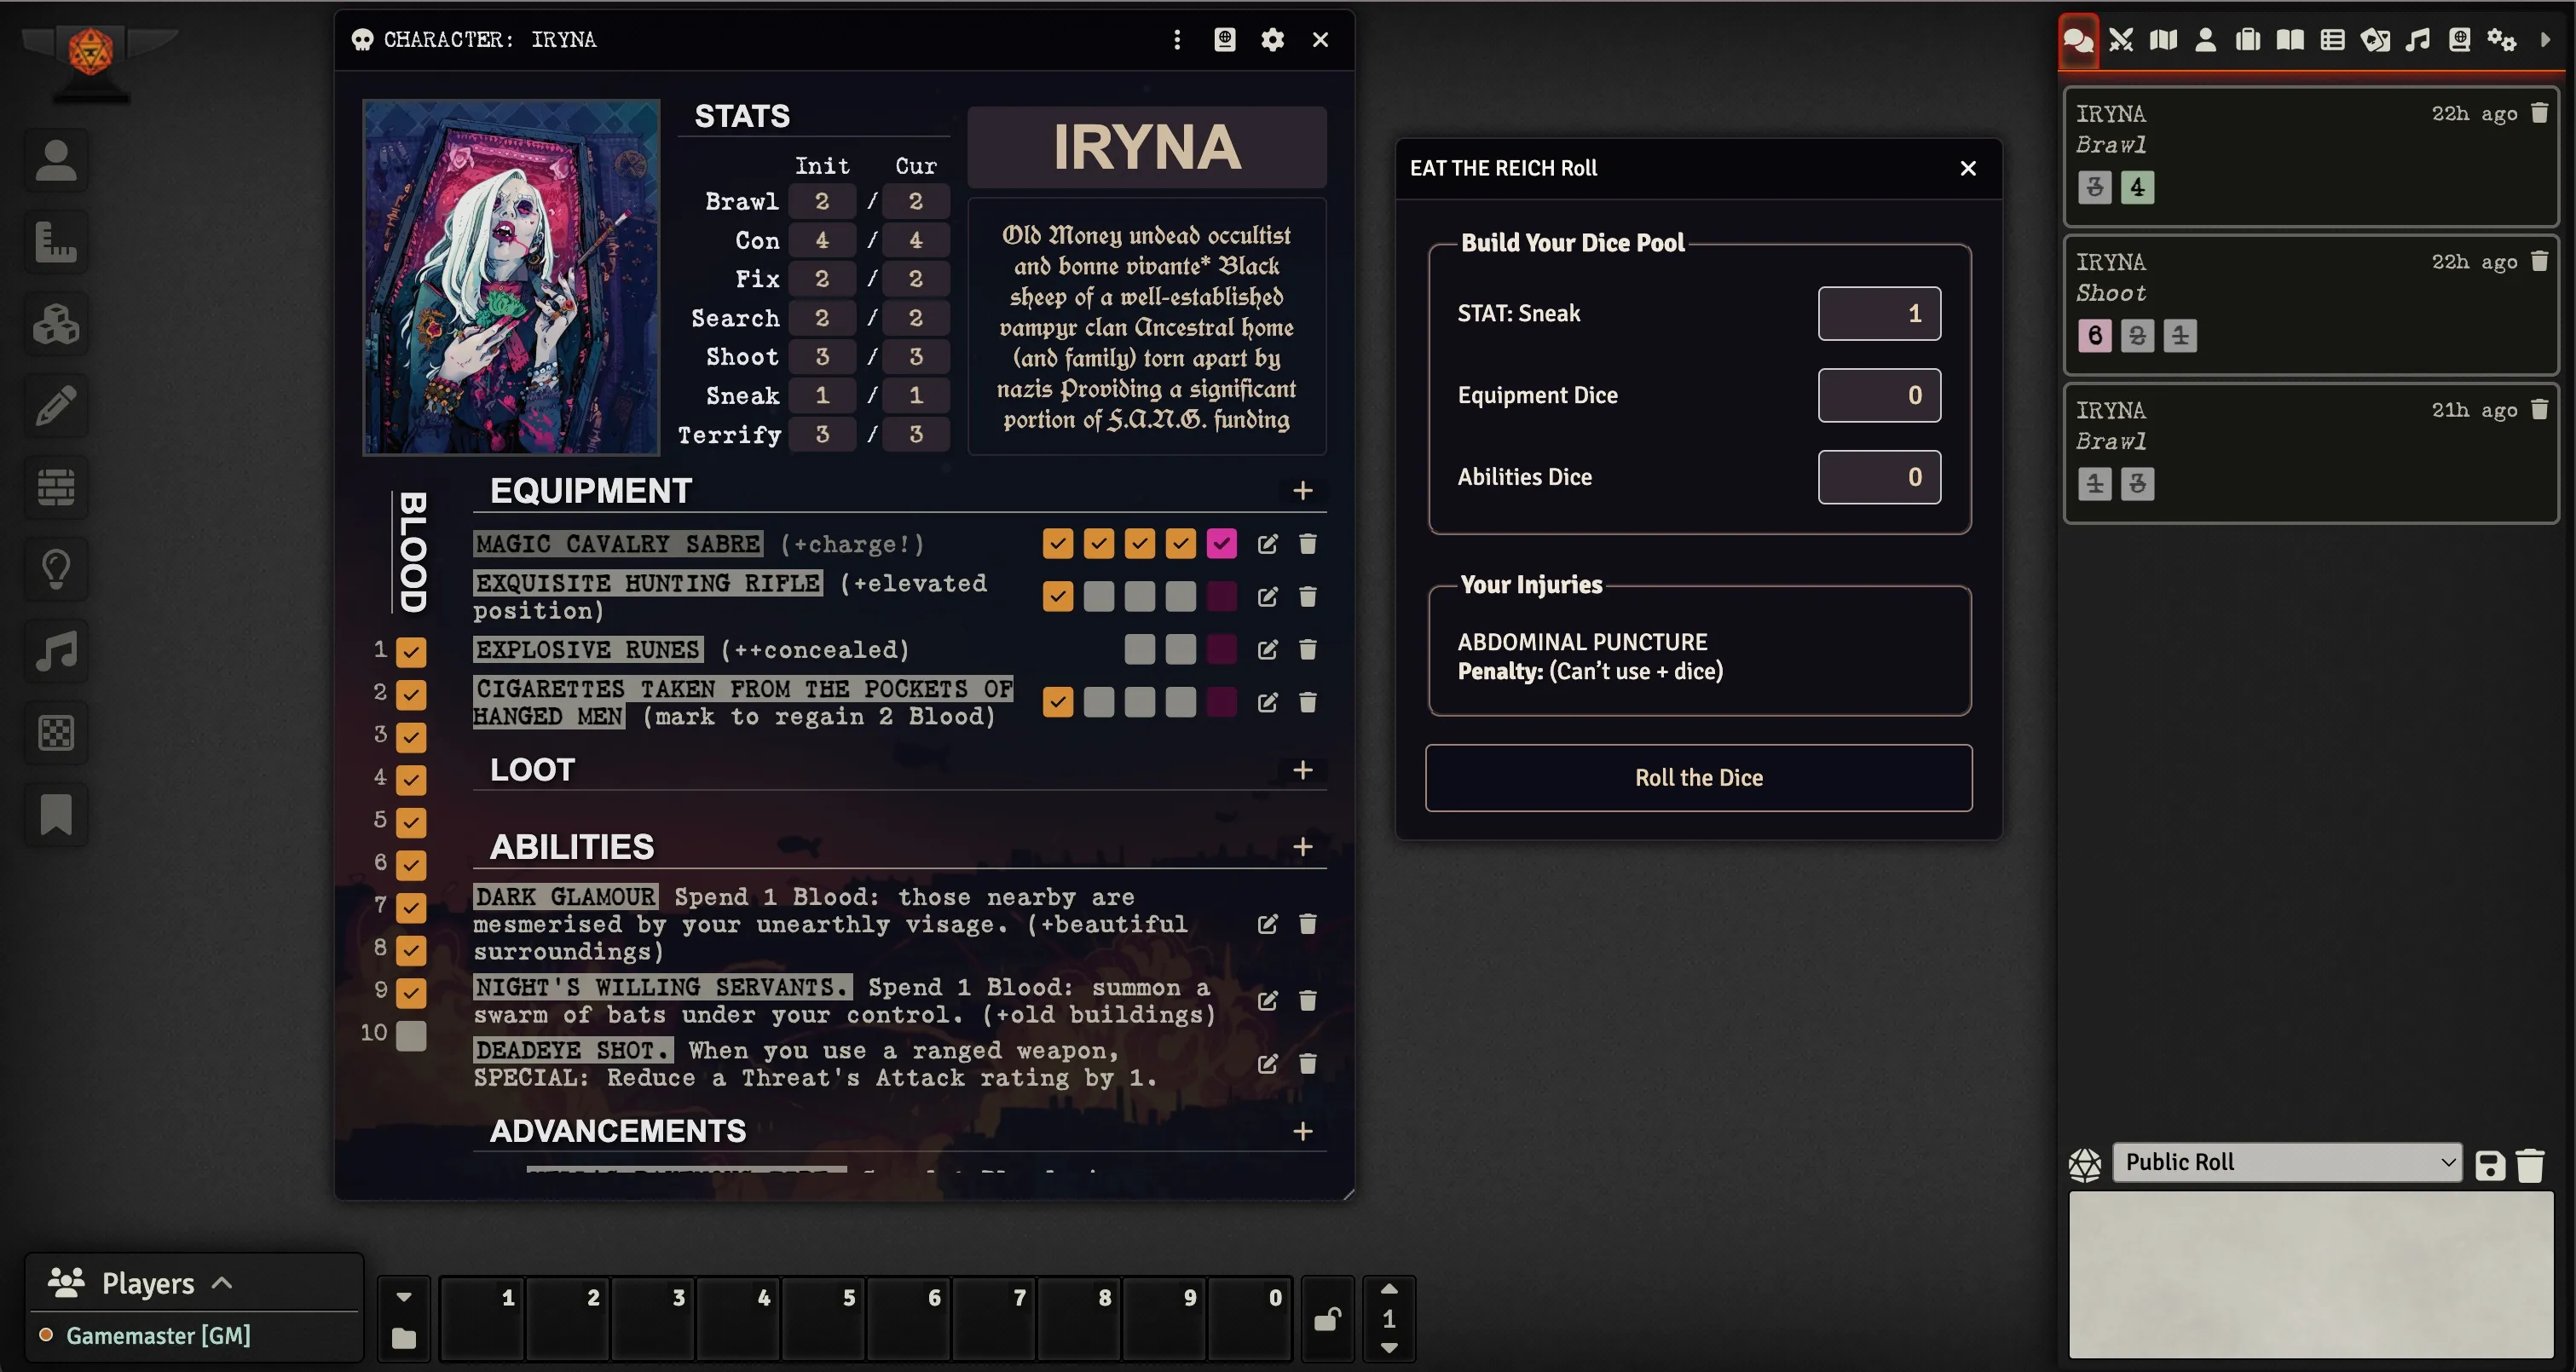 CHARACTER: IRYNA
STATS
Init Cur
Brawl 2 / 2
Con 4 / 4
Fix 2 / 2
Search 2 / 2
Shoot 3 / 3
Sneak 1 / 1
Terrify 3 / 3
IRYNA
Old Money undead occultist
and bonne vivante* Black
sheep of a well-established
vampyr clan Ancestral home
(and family) torn apart by
nazis Providing a significant
portion of F.A.N.G. funding
BLOOD
1
2
3
4
5
6
7
8
9
10
EQUIPMENT
MAGIC CAVALRY SABRE (+charge!)
EXQUISITE HUNTING RIFLE (+elevated
position)
EXPLOSIVE RUNES (++concealed)
CIGARETTES TAKEN FROM THE POCKETS OF
HANGED MEN (mark to regain 2 Blood)
LOOT
ABILITIES
DARK GLAMOUR Spend 1 Blood: those nearby are
mesmerised by your unearthly visage. (+beautiful
surroundings)
NIGHT'S WILLING SERVANTS. Spend 1 Blood: summon a
swarm of bats under your control. (+old buildings)
DEADEYE SHOT. When you use a ranged weapon,
SPECIAL: Reduce a Threat's Attack rating by 1.
ADVANCEMENTS
EAT THE REICH Roll
Build Your Dice Pool
STAT: Sneak 1
Equipment Dice 0
Abilities Dice 0
Your Injuries
ABDOMINAL PUNCTURE
Penalty: (Can't use + dice)
Roll the Dice
IRYNA 22h ago
Brawl
3 4
IRYNA 22h ago
Shoot
6 2 1
IRYNA 21h ago
Brawl
1 3
Public Roll
Players
Gamemaster [GM]
1 2 3 4 5 6 7 8 9 0
1